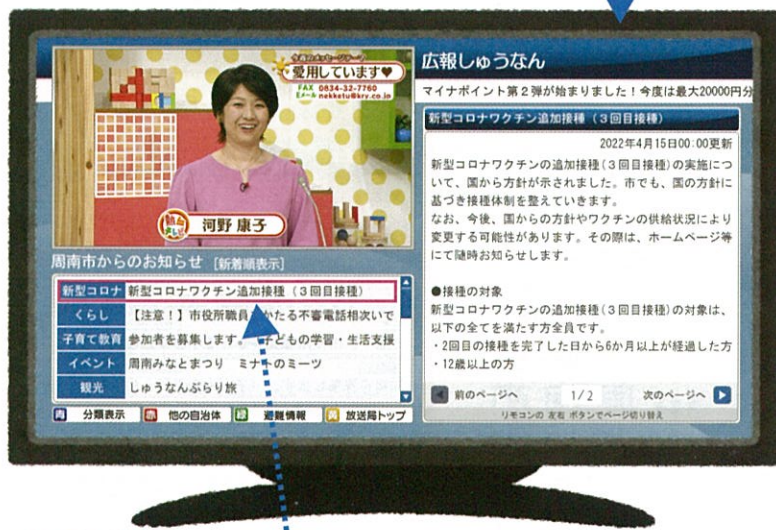 今週のメッセージテーマ
愛用しています♥
FAX 0834-32-7760
Eメール nekketu@kry.co.jp
河野 康子
広報しゅうなん
マイナポイント第2弾が始まりました!今度は最大20000円分
新型コロナワクチン追加接種(3回目接種)
2022年4月15日00:00更新
新型コロナワクチンの追加接種(3回目接種)の実施につ
いて、国から方針が示されました。市でも、国の方針に
基づき接種体制を整えていきます。
なお、今後、国からの方針やワクチンの供給状況により
変更する可能性があります。その際は、ホームページ等
にて随時お知らせします。
●接種の対象
新型コロナワクチンの追加接種(3回目接種)の対象は、
以下の全てを満たす方全員です。
・2回目の接種を完了した日から6か月以上が経過した方
・12歳以上の方
前のページへ 1/2 次のページへ
リモコンの 左右 ボタンでページ切り替え
周南市からのお知らせ [新着順表示]
新型コロナ 新型コロナワクチン追加接種(3回目接種)
くらし 【注意!】市役所職員 かたる不審電話相次いで
子育て教育 参加者を募集します。 子どもの学習・生活支援
イベント 周南みなとまつり ミナトのミーツ
観光 しゅうなんぶらり旅
青 分類表示 赤 他の自治体 緑 避難情報 黄 放送局トップ